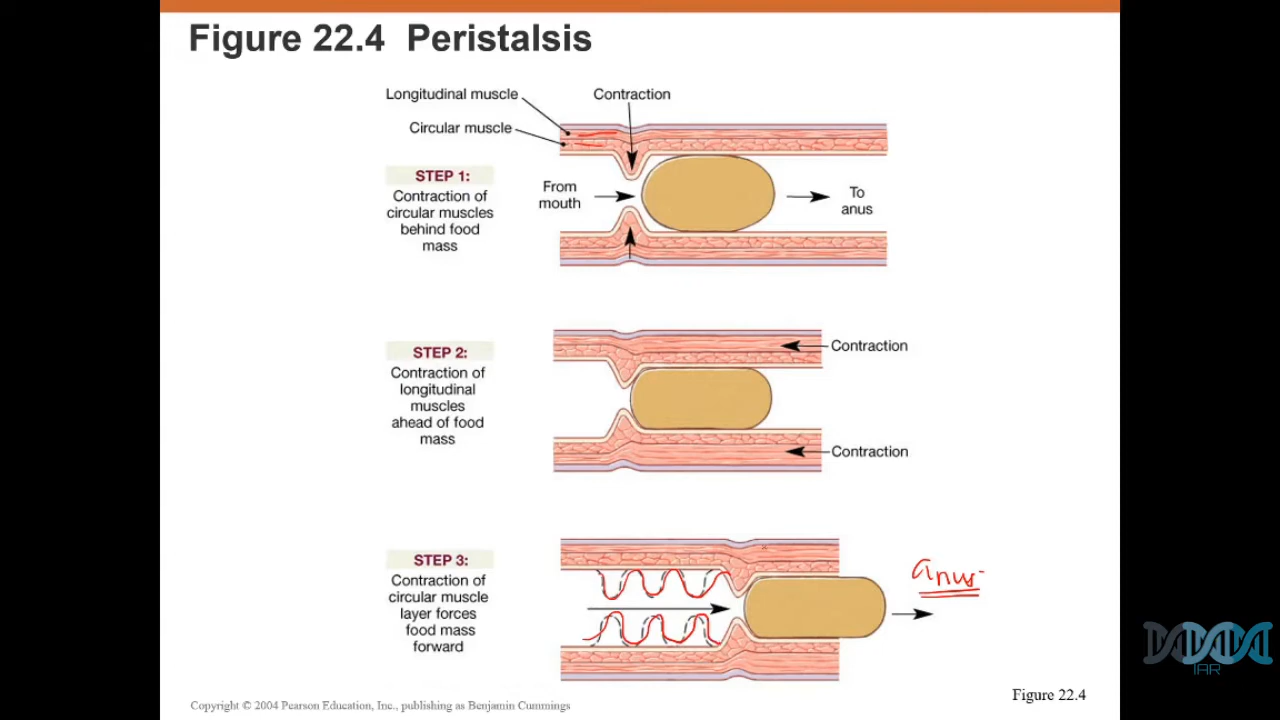 Figure 22.4 Peristalsis
Longitudinal muscle
Contraction
Circular muscle
STEP 1:
Contraction of
circular muscles
behind food
mass
From
mouth
To
anus
STEP 2:
Contraction of
longitudinal
muscles
ahead of food
mass
Contraction
Contraction
STEP 3:
Contraction of
circular muscle
layer forces
food mass
forward
anus
IAR
Figure 22.4
Copyright © 2004 Pearson Education, Inc., publishing as Benjamin Cummings